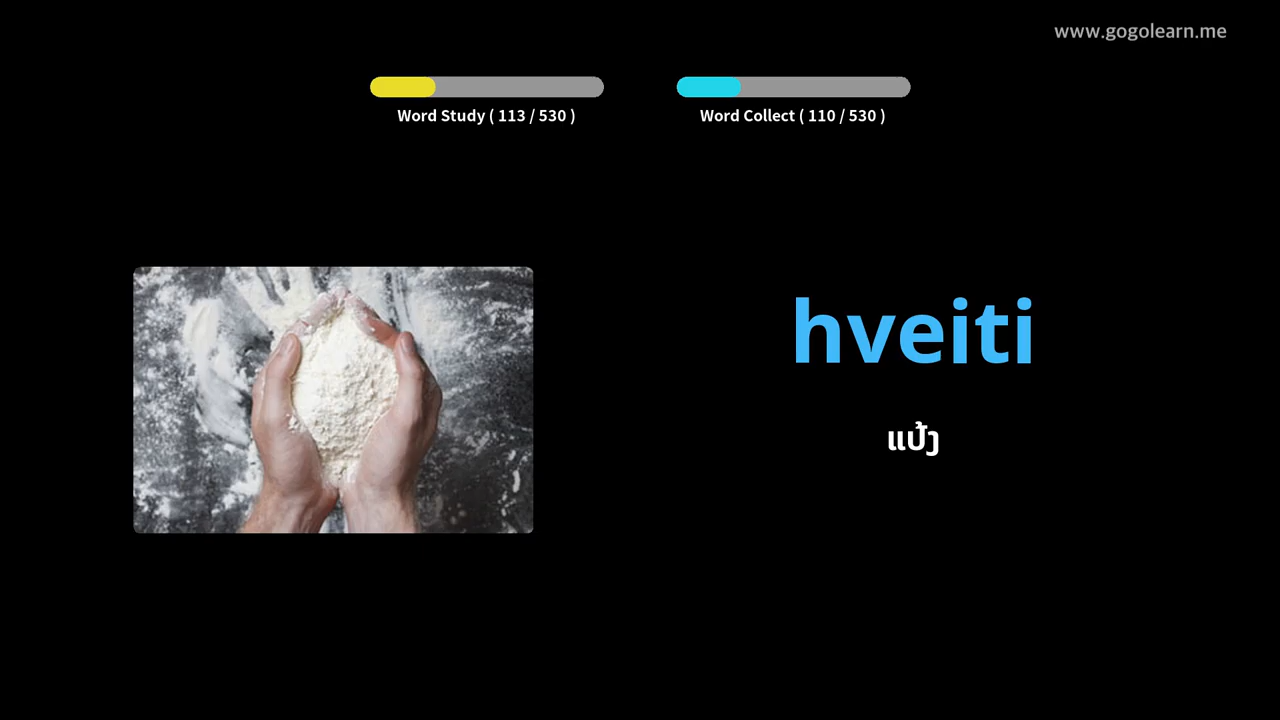 www.gogolearn.me
Word Study ( 113 / 530 )
Word Collect ( 110 / 530 )
hveiti
ແປ້ງ